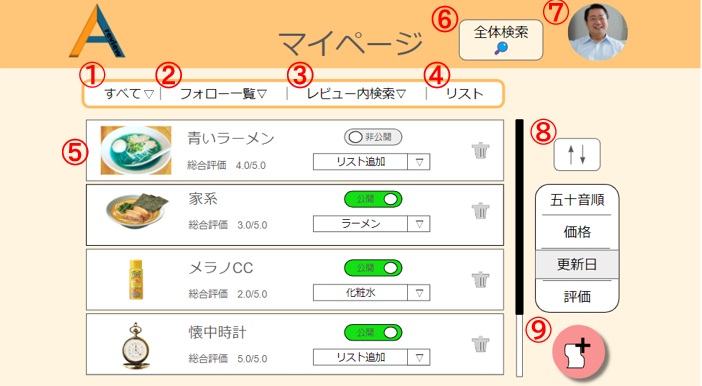 A review
マイページ
⑥
全体検索
⑦
① すべて▽
② フォロー一覧▽
③ レビュー内検索▽
④ リスト
⑤
青いラーメン
非公開
総合評価 4.0/5.0
リスト追加 ▽
家系
公開
総合評価 3.0/5.0
ラーメン ▽
メラノCC
公開
総合評価 2.0/5.0
化粧水 ▽
懐中時計
公開
総合評価 5.0/5.0
リスト追加 ▽
⑧
↑↓
五十音順
価格
更新日
評価
⑨